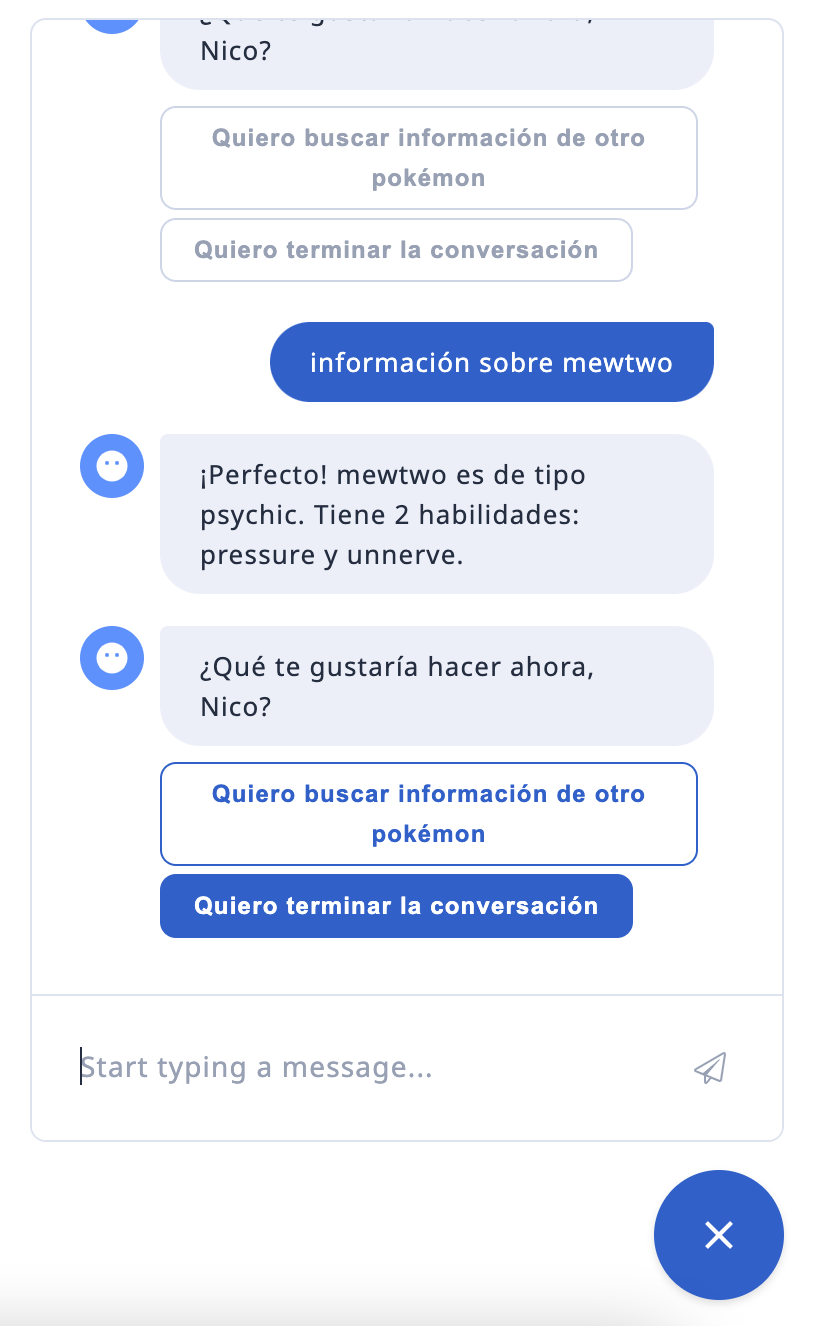 Nico?
Quiero buscar información de otro
pokémon
Quiero terminar la conversación
información sobre mewtwo
¡Perfecto! mewtwo es de tipo
psychic. Tiene 2 habilidades:
pressure y unnerve.
¿Qué te gustaría hacer ahora,
Nico?
Quiero buscar información de otro
pokémon
Quiero terminar la conversación
Start typing a message...